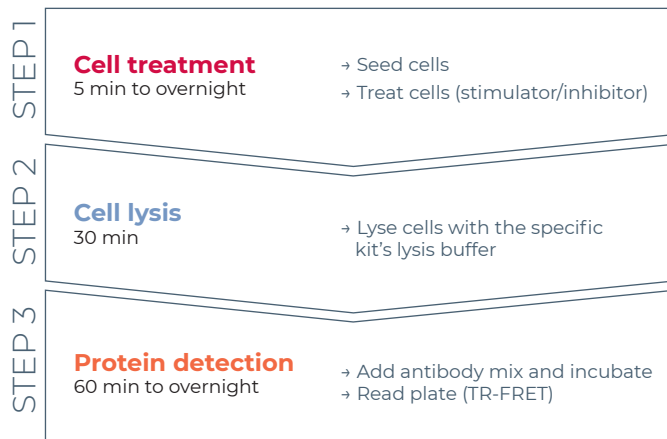 STEP 1
Cell treatment
5 min to overnight
→ Seed cells
→ Treat cells (stimulator/inhibitor)
STEP 2
Cell lysis
30 min
→ Lyse cells with the specific
kit's lysis buffer
STEP 3
Protein detection
60 min to overnight
→ Add antibody mix and incubate
→ Read plate (TR-FRET)